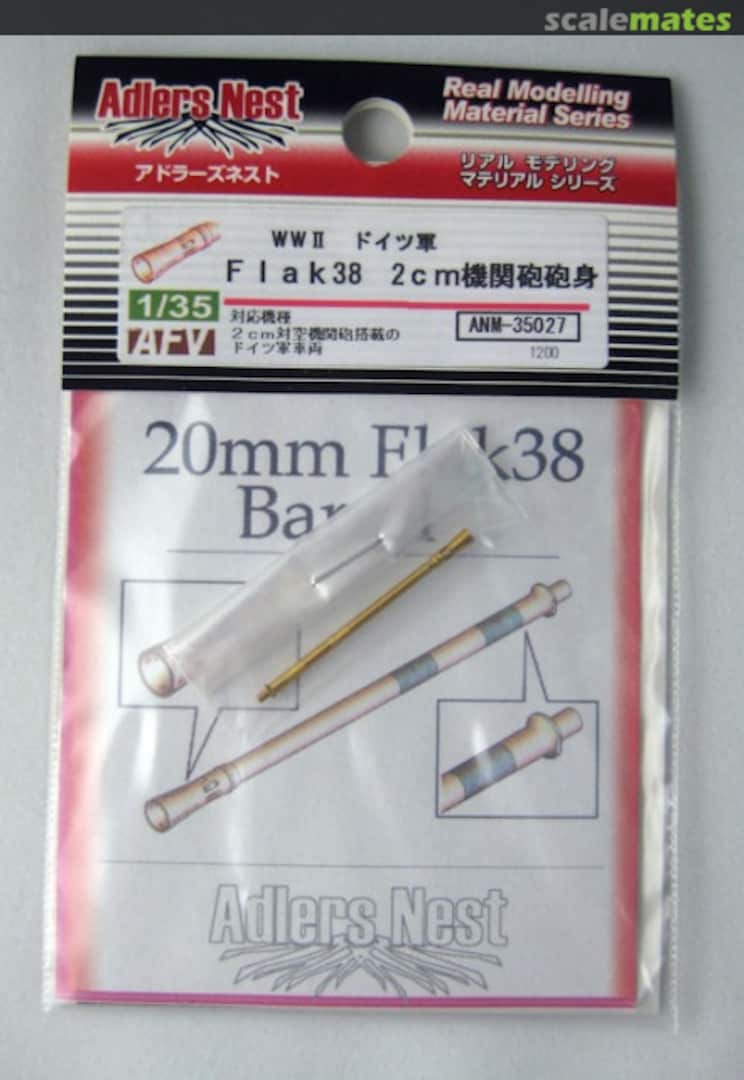 scalemates
Adlers Nest
アドラーズネスト
Real Modelling
Material Series
リアル モデリング
マテリアル シリーズ
WWⅡ ドイツ軍
Flak38 2cm機関砲砲身
1/35
AFV
対応機種
2cm対空機関砲搭載の
ドイツ軍車両
ANM-35027
1200
20mm Flak38
Adlers Nest